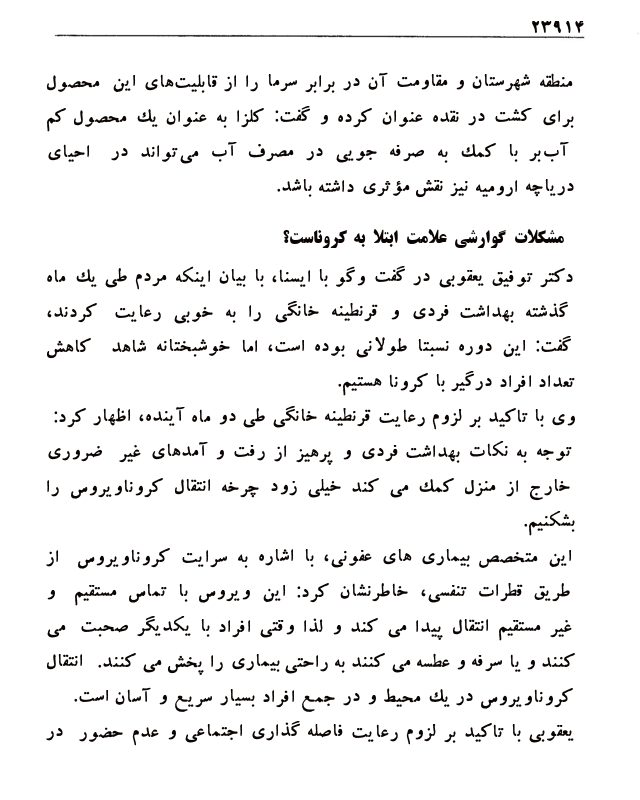 ۲۳۹۱۴
منطقه شهرستان و مقاومت آن در برابر سرما را از قابلیت‌های این محصول
برای کشت در نقده عنوان کرده و گفت: کلزا به عنوان یك محصول کم
آب‌بر با کمك به صرفه جویی در مصرف آب می‌تواند در احیای
دریاچه ارومیه نیز نقش مؤثری داشته باشد.
مشکلات گوارشی علامت ابتلا به کروناست؟
دکتر توفیق یعقوبی در گفت وگو با ایسنا، با بیان اینکه مردم طی یك ماه
گذشته بهداشت فردی و قرنطینه خانگی را به خوبی رعایت کردند،
گفت: این دوره نسبتا طولانی بوده است، اما خوشبختانه شاهد کاهش
تعداد افراد درگیر با کرونا هستیم.
وی با تاکید بر لزوم رعایت قرنطینه خانگی طی دو ماه آینده، اظهار کرد:
توجه به نکات بهداشت فردی و پرهیز از رفت و آمدهای غیر ضروری
خارج از منزل کمك می کند خیلی زود چرخه انتقال کروناویروس را
بشکنیم.
این متخصص بیماری های عفونی، با اشاره به سرایت کروناویروس از
طریق قطرات تنفسی، خاطرنشان کرد: این ویروس با تماس مستقیم و
غیر مستقیم انتقال پیدا می کند و لذا وقتی افراد با یکدیگر صحبت می
کنند و یا سرفه و عطسه می کنند به راحتی بیماری را پخش می کنند. انتقال
کروناویروس در یك محیط و در جمع افراد بسیار سریع و آسان است.
یعقوبی با تاکید بر لزوم رعایت فاصله گذاری اجتماعی و عدم حضور در